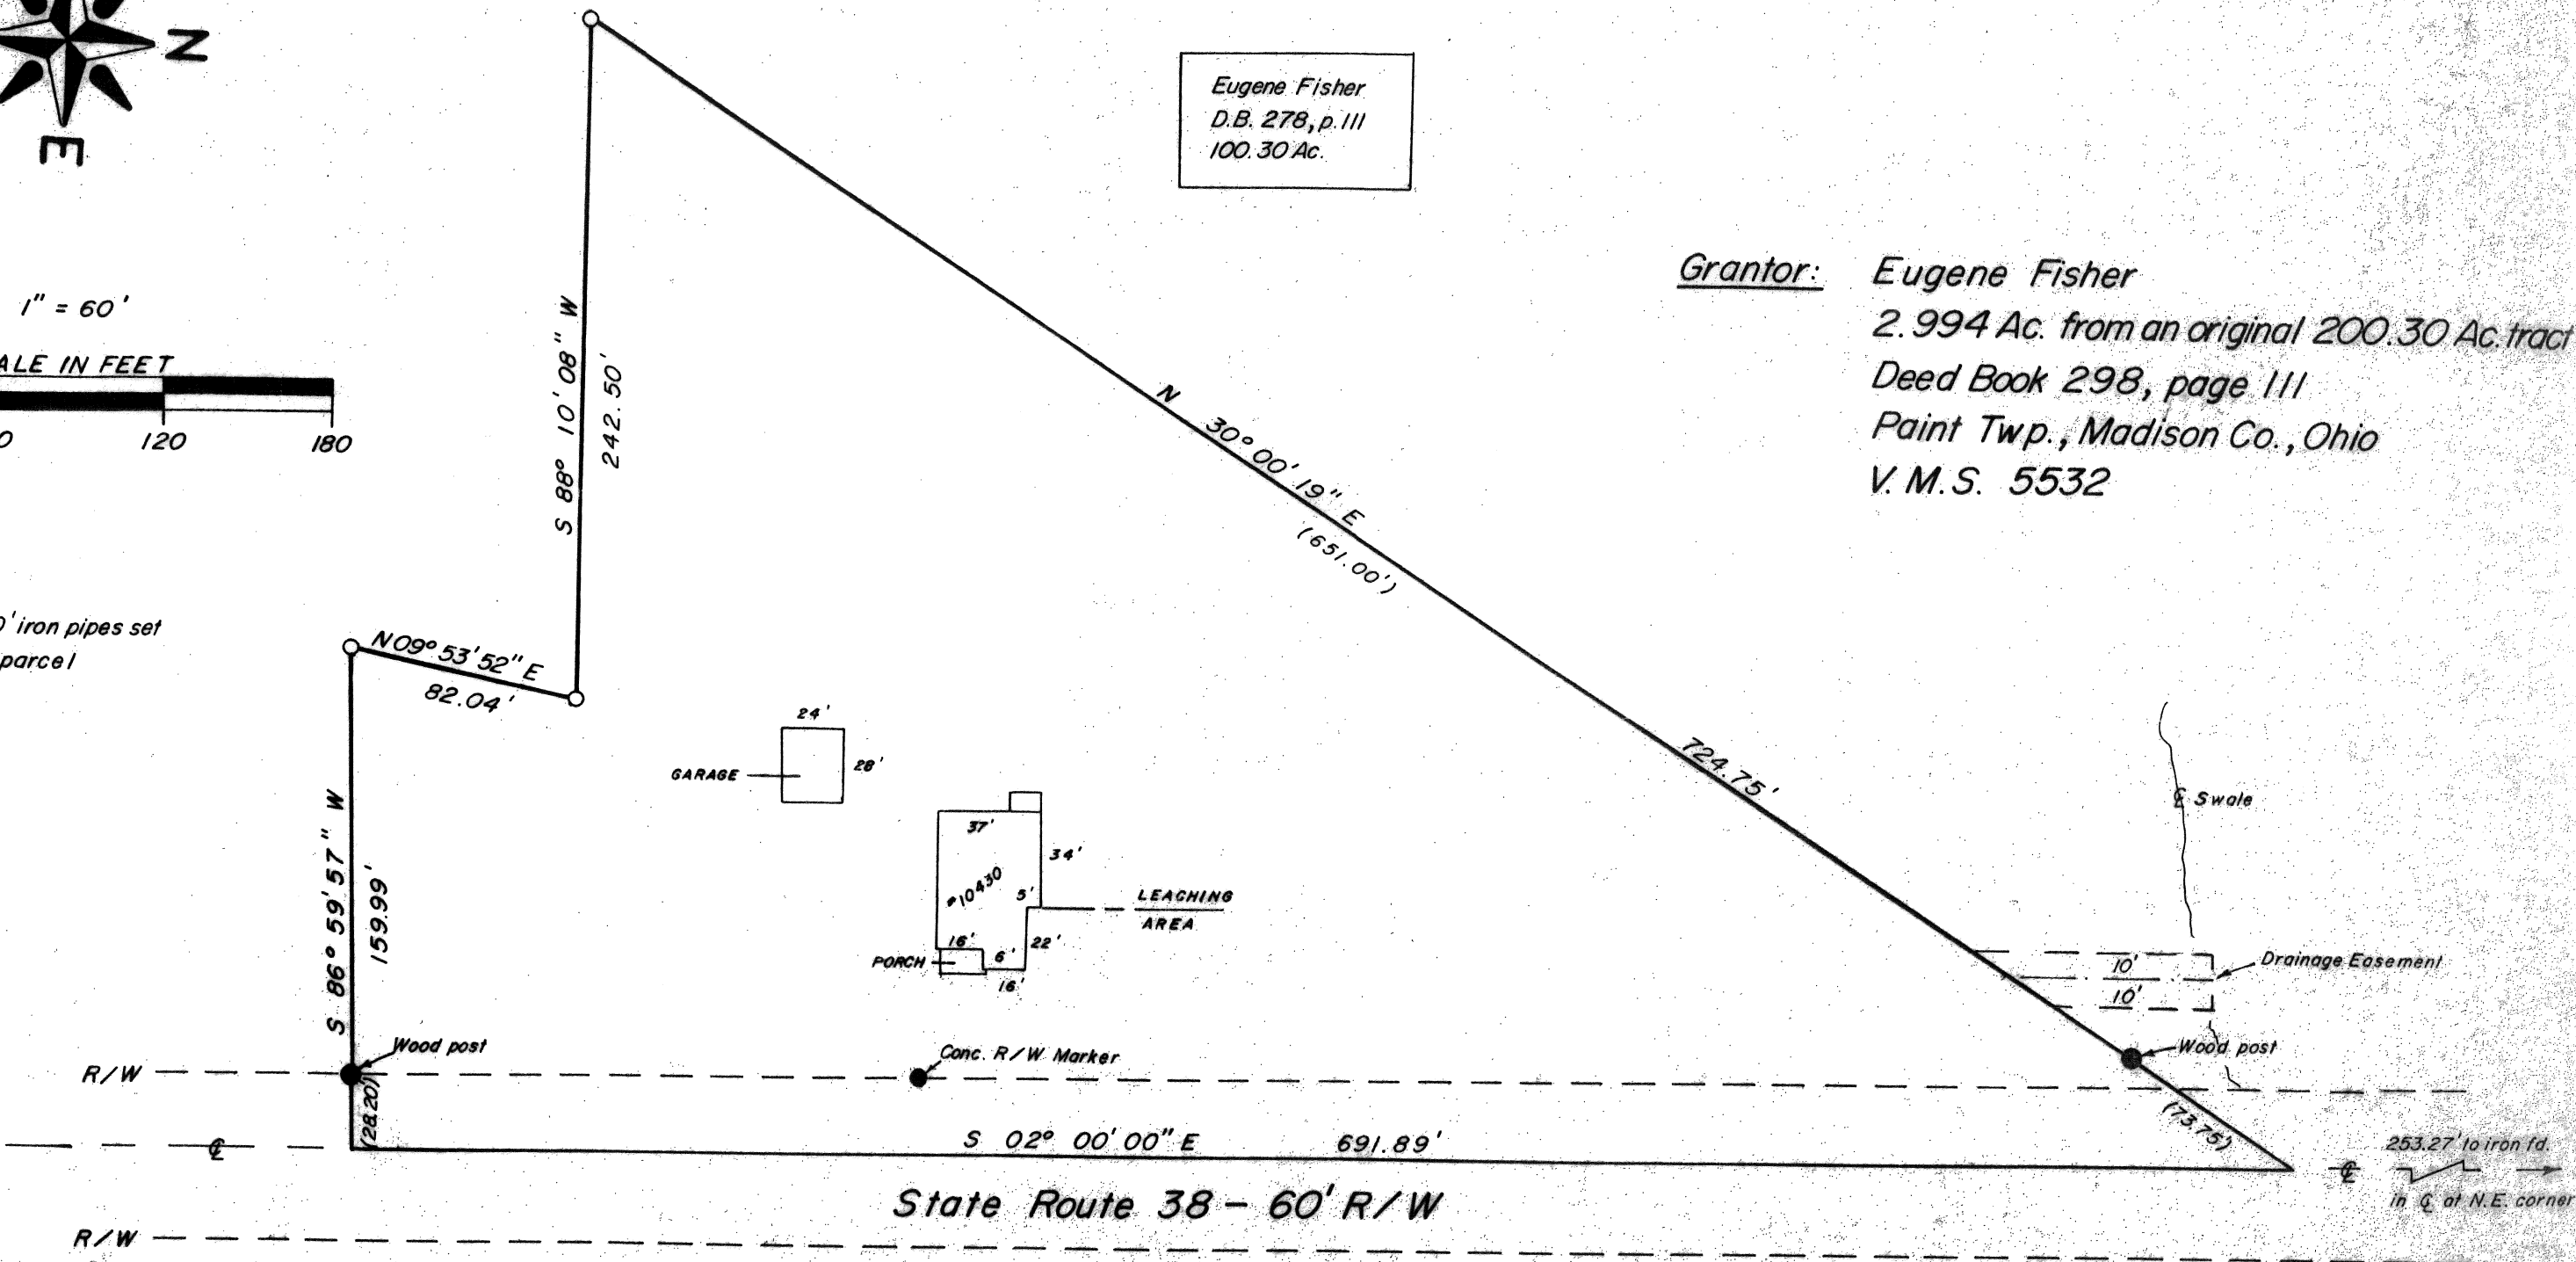 N
E
Eugene Fisher
D.B. 278, p. 111
100.30 Ac.
Grantor: Eugene Fisher
2.994 Ac. from an original 200.30 Ac. tract
Deed Book 298, page 111
Paint Twp., Madison Co., Ohio
V. M. S. 5532
1" = 60'
ALE IN FEET
0 120 180
0' iron pipes set
parcel
S 88° 10' 08" W
242.50'
N 30° 00' 19" E
(651.00')
724.75'
N 09° 53' 52" E
82.04'
S 86° 59' 57" W
159.99'
24'
28'
GARAGE
37'
34'
#10430
5'
LEACHING
AREA
16'
6'
22'
PORCH
16'
℄ Swale
10'
10'
Drainage Easement
Wood post
Conc. R/W Marker
Wood post
R/W
(28.20)
(73.75)
℄
S 02° 00' 00" E 691.89'
℄
253.27' to iron fd.
in ℄ at N.E. corner
State Route 38 - 60' R/W
R/W